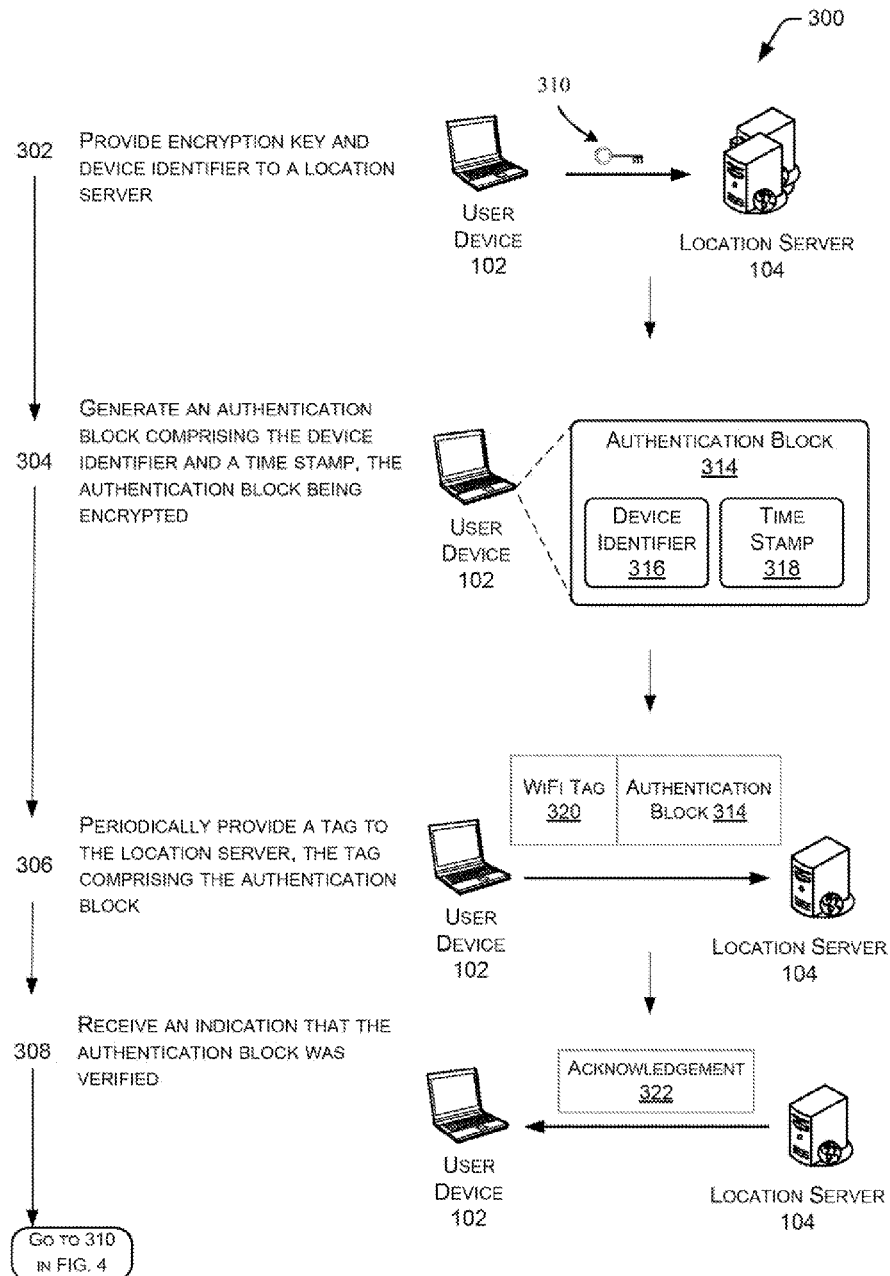 300
310
302
PROVIDE ENCRYPTION KEY AND
DEVICE IDENTIFIER TO A LOCATION
SERVER
USER
DEVICE
102
LOCATION SERVER
104
304
GENERATE AN AUTHENTICATION
BLOCK COMPRISING THE DEVICE
IDENTIFIER AND A TIME STAMP, THE
AUTHENTICATION BLOCK BEING
ENCRYPTED
USER
DEVICE
102
AUTHENTICATION BLOCK
314
DEVICE
IDENTIFIER
316
TIME
STAMP
318
306
PERIODICALLY PROVIDE A TAG TO
THE LOCATION SERVER, THE TAG
COMPRISING THE AUTHENTICATION
BLOCK
WIFI TAG
320
AUTHENTICATION
BLOCK 314
USER
DEVICE
102
LOCATION SERVER
104
308
RECEIVE AN INDICATION THAT THE
AUTHENTICATION BLOCK WAS
VERIFIED
ACKNOWLEDGEMENT
322
USER
DEVICE
102
LOCATION SERVER
104
GO TO 310
IN FIG. 4